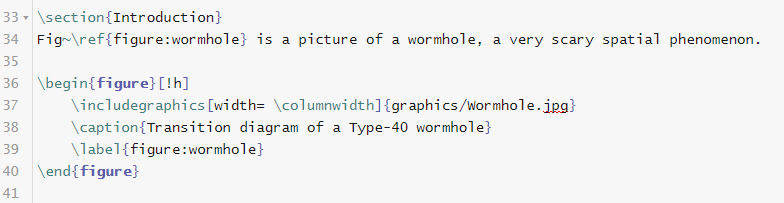 33 \section{Introduction}
34 Fig~\ref{figure:wormhole} is a picture of a wormhole, a very scary spatial phenomenon.
35
36 \begin{figure}[!h]
37     \includegraphics[width= \columnwidth]{graphics/Wormhole.jpg}
38     \caption{Transition diagram of a Type-40 wormhole}
39     \label{figure:wormhole}
40 \end{figure}
41